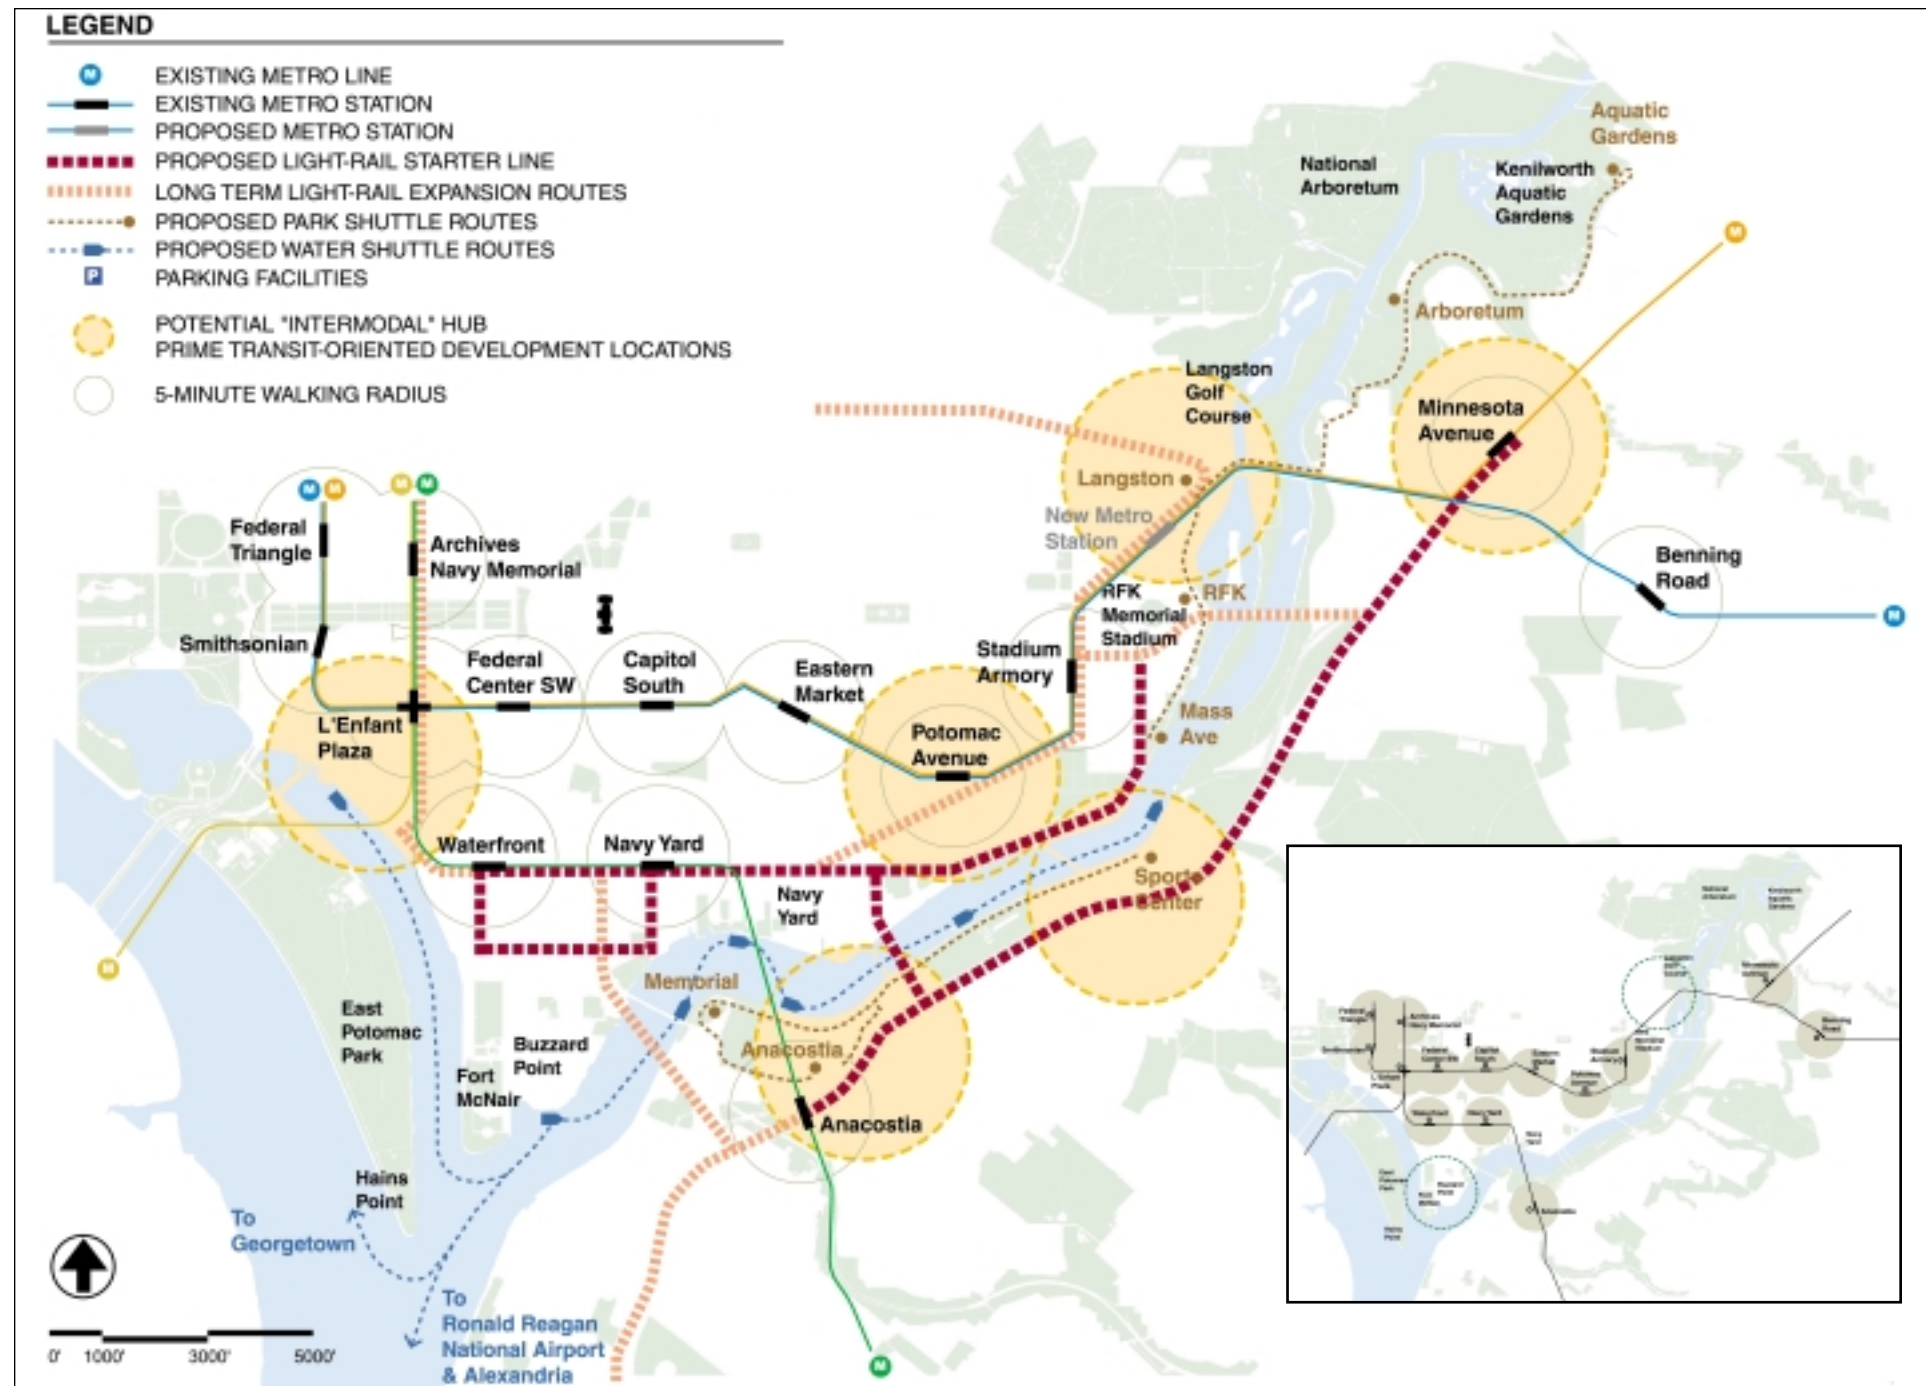 LEGEND
M
EXISTING METRO LINE
EXISTING METRO STATION
PROPOSED METRO STATION
PROPOSED LIGHT-RAIL STARTER LINE
LONG TERM LIGHT-RAIL EXPANSION ROUTES
PROPOSED PARK SHUTTLE ROUTES
PROPOSED WATER SHUTTLE ROUTES
P
PARKING FACILITIES
POTENTIAL "INTERMODAL" HUB
PRIME TRANSIT-ORIENTED DEVELOPMENT LOCATIONS
5-MINUTE WALKING RADIUS
Aquatic
Gardens
National
Arboretum
Kenilworth
Aquatic
Gardens
M
Arboretum
Langston
Golf
Course
Minnesota
Avenue
Langston
New Metro
Station
M
M
M
M
Federal
Triangle
Archives
Navy Memorial
Benning
Road
M
RFK
RFK
Memorial
Stadium
Smithsonian
Federal
Center SW
Capitol
South
Eastern
Market
Stadium
Armory
L'Enfant
Plaza
Potomac
Avenue
Mass
Ave
Waterfront
Navy Yard
Navy
Yard
Sports
Center
M
Memorial
East
Potomac
Park
Buzzard
Point
Anacostia
Fort
McNair
Anacostia
Hains
Point
To
Georgetown
To
Ronald Reagan
National Airport
& Alexandria
0' 1000' 3000' 5000'
M